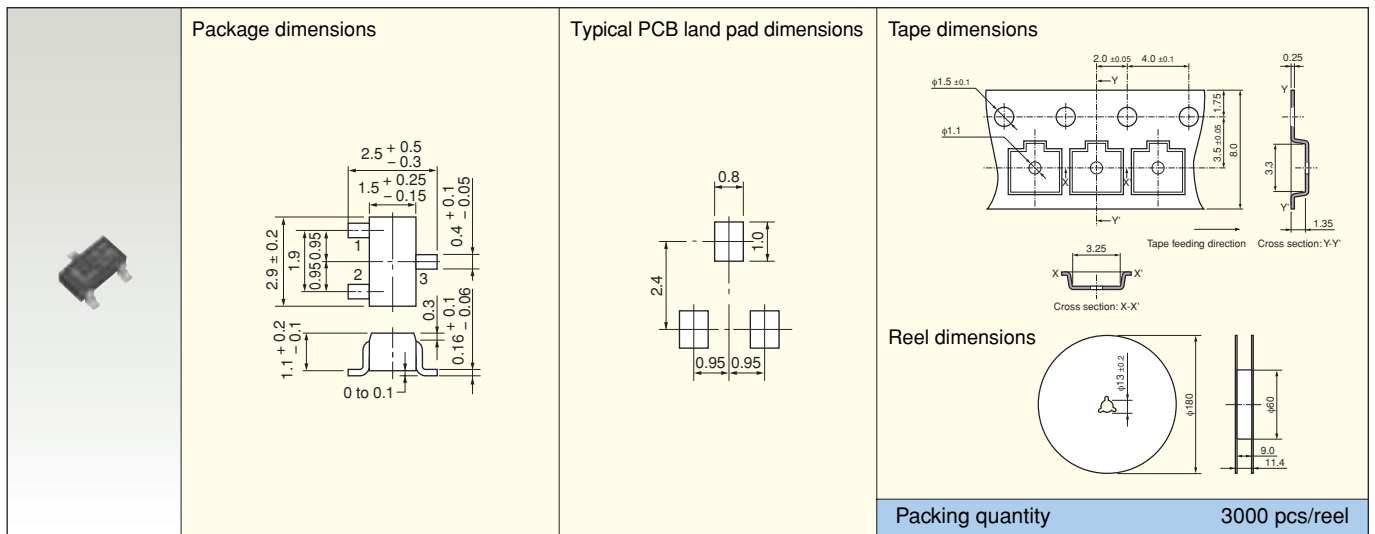 Package dimensions
2.5 + 0.5 − 0.3
1.5 + 0.25 − 0.15
0.4 + 0.1 − 0.05
2.9 ± 0.2
1.9
0.95 0.95
1
2
3
0.3
0.16 + 0.1 − 0.06
1.1 + 0.2 − 0.1
0 to 0.1
Typical PCB land pad dimensions
0.8
1.0
2.4
0.95 0.95
Tape dimensions
2.0 ±0.05
4.0 ±0.1
0.25
φ1.5 ±0.1
Y
Y
1.75
φ1.1
3.5 ±0.05
8.0
3.3
X
X'
Y'
Y'
1.35
Tape feeding direction
Cross section: Y-Y'
3.25
X
X'
Cross section: X-X'
Reel dimensions
φ13 ±0.2
φ180
φ60
9.0
11.4
Packing quantity 3000 pcs/reel